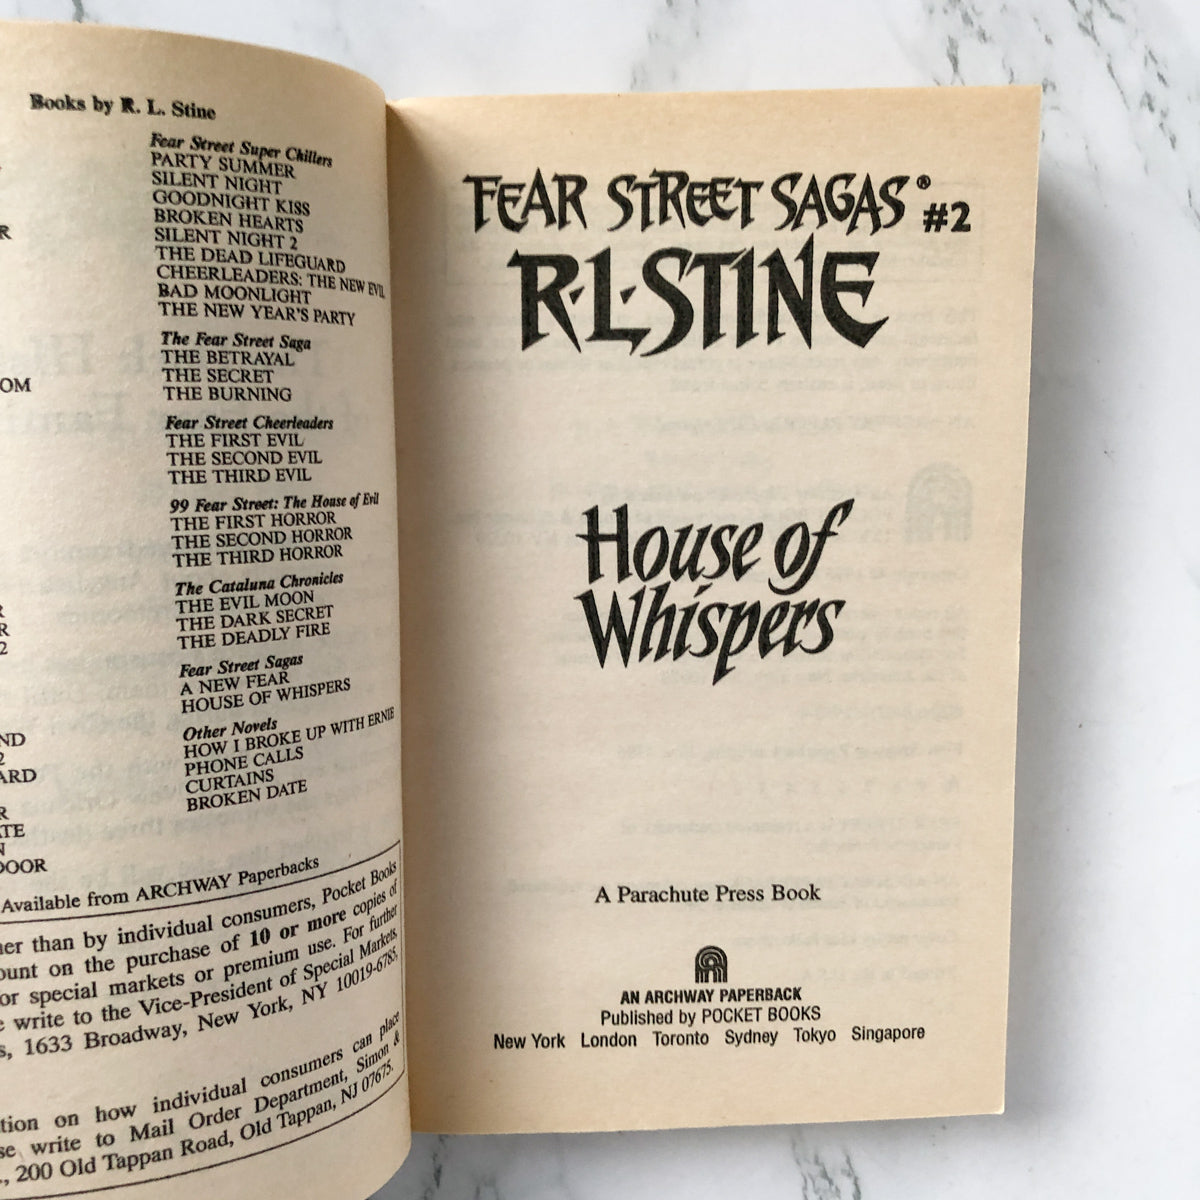 Books by R. L. Stine
Fear Street Super Chillers
PARTY SUMMER
SILENT NIGHT
GOODNIGHT KISS
BROKEN HEARTS
SILENT NIGHT 2
THE DEAD LIFEGUARD
CHEERLEADERS: THE NEW EVIL
BAD MOONLIGHT
THE NEW YEAR'S PARTY
The Fear Street Saga
THE BETRAYAL
THE SECRET
THE BURNING
Fear Street Cheerleaders
THE FIRST EVIL
THE SECOND EVIL
THE THIRD EVIL
99 Fear Street: The House of Evil
THE FIRST HORROR
THE SECOND HORROR
THE THIRD HORROR
The Cataluna Chronicles
THE EVIL MOON
THE DARK SECRET
THE DEADLY FIRE
Fear Street Sagas
A NEW FEAR
HOUSE OF WHISPERS
Other Novels
HOW I BROKE UP WITH ERNIE
PHONE CALLS
CURTAINS
BROKEN DATE
R
OM
R
R
2
ND
2
ARD
R
TE
N
DOOR
Available from ARCHWAY Paperbacks
her than by individual consumers, Pocket Books
ount on the purchase of 10 or more copies of
or special markets or premium use. For further
e write to the Vice-President of Special Markets,
s, 1633 Broadway, New York, NY 10019-6785,
tion on how individual consumers can place
se write to Mail Order Department, Simon &
., 200 Old Tappan Road, Old Tappan, NJ 07675.
FEAR STREET SAGAS® #2
R·L·STINE
House of
Whispers
A Parachute Press Book
AN ARCHWAY PAPERBACK
Published by POCKET BOOKS
New York London Toronto Sydney Tokyo Singapore